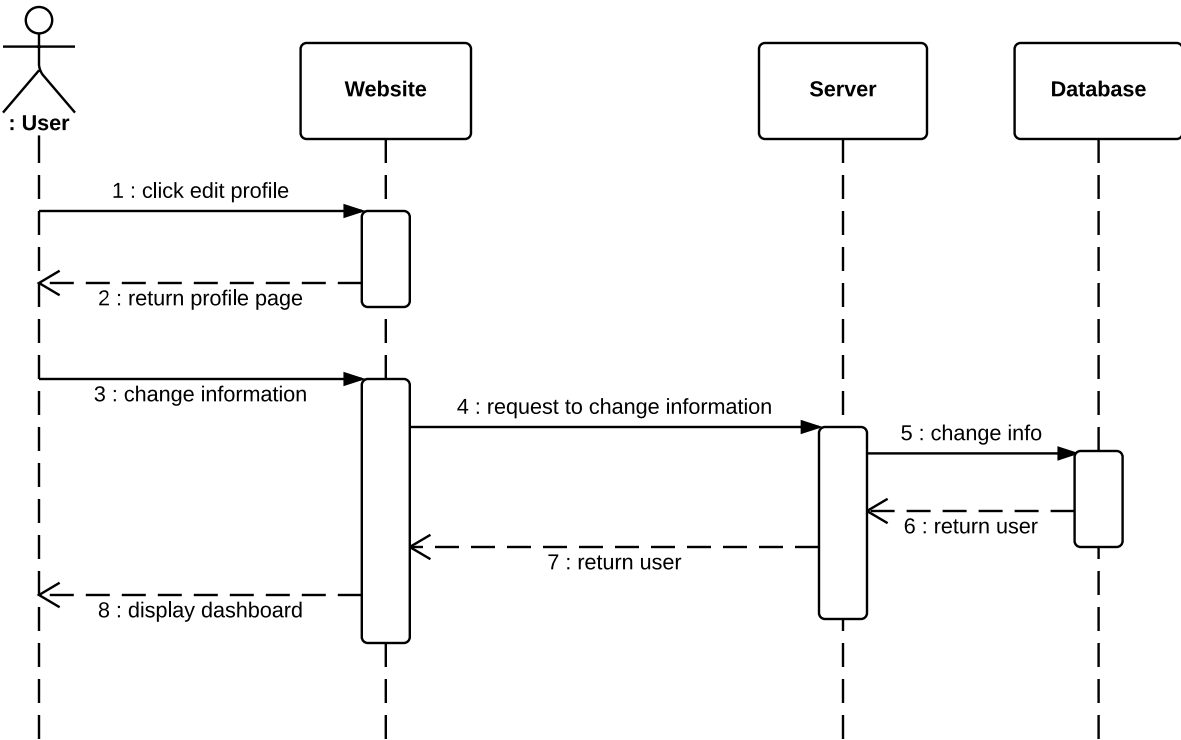 : User
Website
Server
Database
1 : click edit profile
2 : return profile page
3 : change information
4 : request to change information
5 : change info
6 : return user
7 : return user
8 : display dashboard